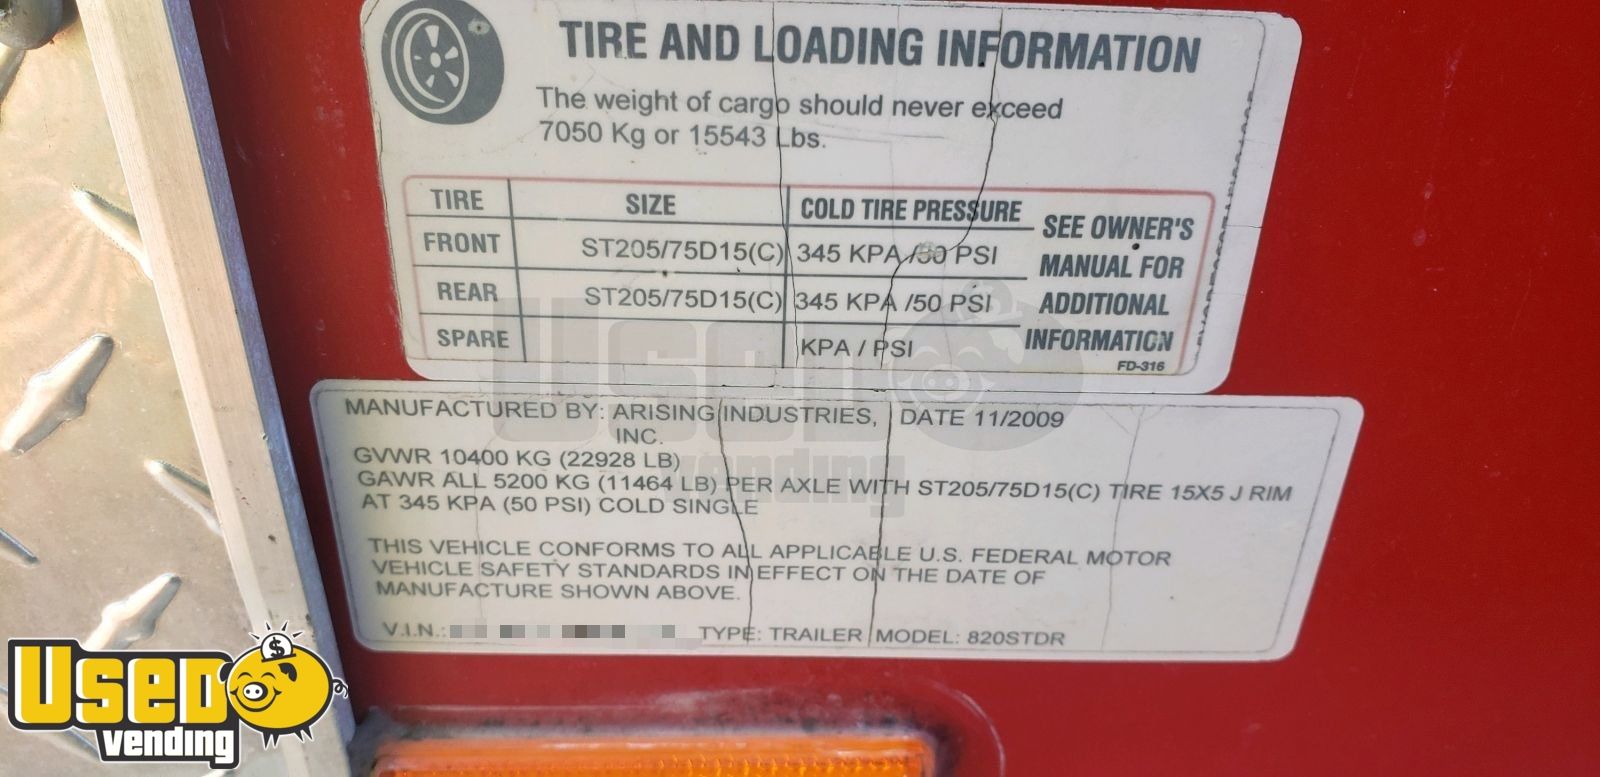 TIRE AND LOADING INFORMATION
The weight of cargo should never exceed
7050 Kg or 15543 Lbs.
TIRE SIZE COLD TIRE PRESSURE
FRONT ST205/75D15(C) 345 KPA /50 PSI
REAR ST205/75D15(C) 345 KPA /50 PSI
SPARE KPA / PSI
SEE OWNER'S
MANUAL FOR
ADDITIONAL
INFORMATION
FD-316
MANUFACTURED BY: ARISING INDUSTRIES, DATE 11/2009
INC.
GVWR 10400 KG (22928 LB)
GAWR ALL 5200 KG (11464 LB) PER AXLE WITH ST205/75D15(C) TIRE 15X5 J RIM
AT 345 KPA (50 PSI) COLD SINGLE
THIS VEHICLE CONFORMS TO ALL APPLICABLE U.S. FEDERAL MOTOR
VEHICLE SAFETY STANDARDS IN EFFECT ON THE DATE OF
MANUFACTURE SHOWN ABOVE.
V.I.N.: TYPE: TRAILER MODEL: 820STDR
USED
vending
USED
vending